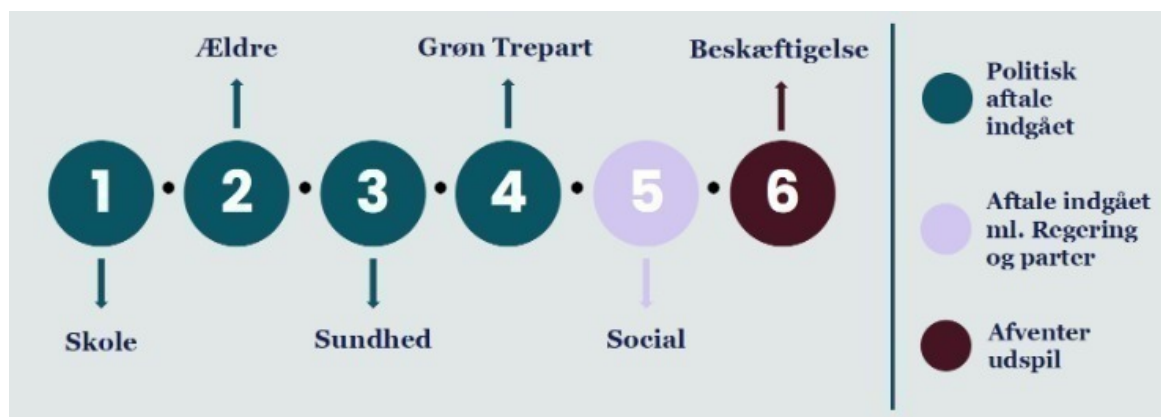 Ældre
Grøn Trepart
Beskæftigelse
1
2
3
4
5
6
Skole
Sundhed
Social
Politisk
aftale
indgået
Aftale indgået
ml. Regering
og parter
Afventer
udspil